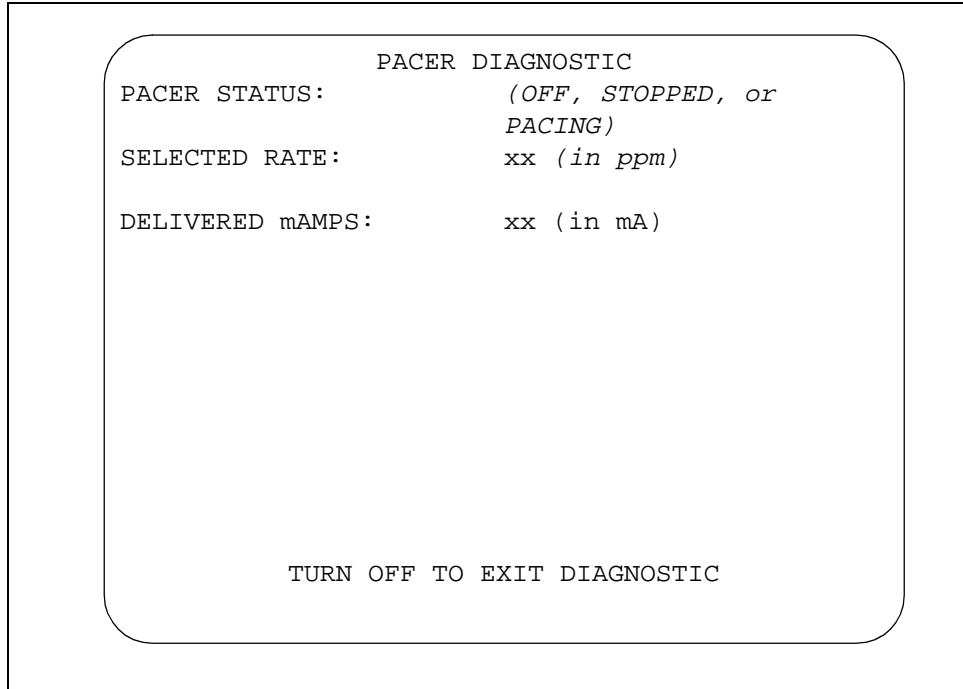 PACER DIAGNOSTIC
PACER STATUS: (OFF, STOPPED, or
PACING)
SELECTED RATE: xx (in ppm)
DELIVERED mAMPS: xx (in mA)
TURN OFF TO EXIT DIAGNOSTIC